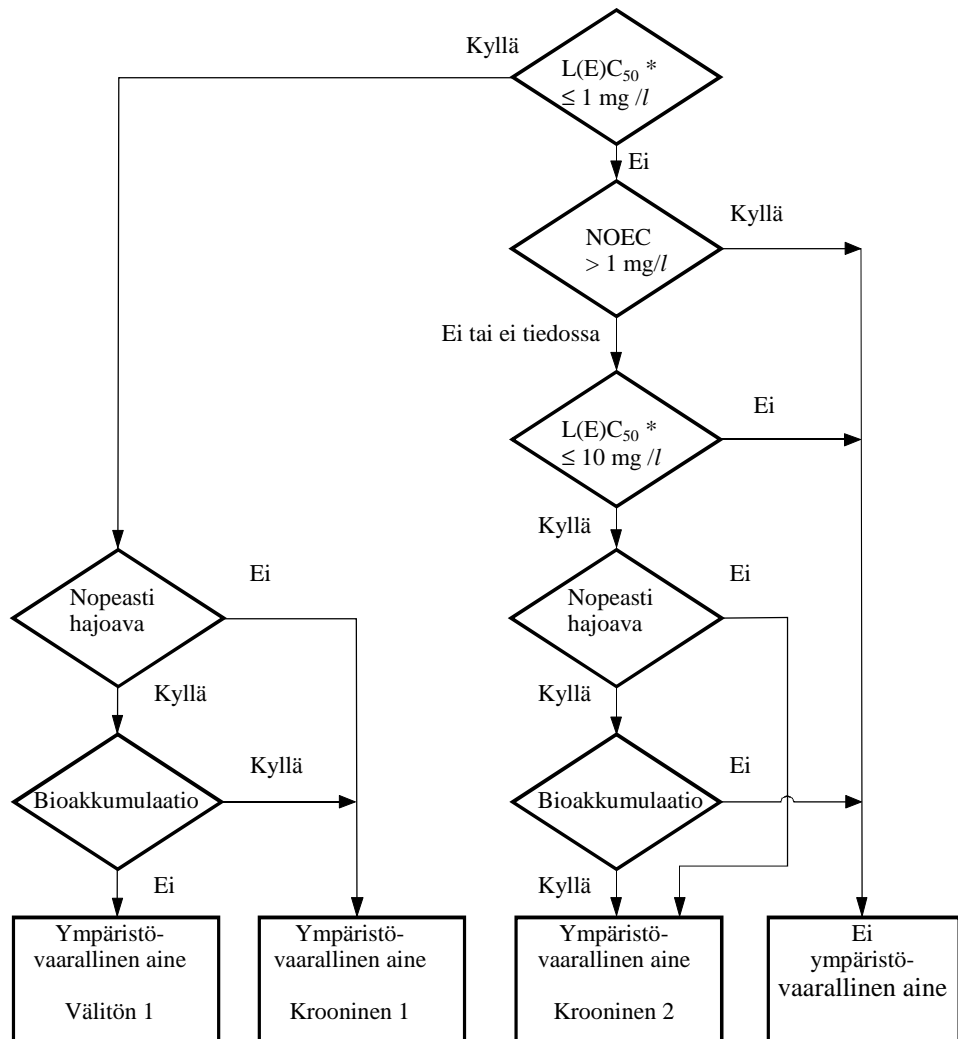 Kyllä
L(E)C₅₀ *
≤ 1 mg /l
Ei
NOEC
> 1 mg/l
Kyllä
Ei tai ei tiedossa
L(E)C₅₀ *
≤ 10 mg /l
Ei
Kyllä
Nopeasti
hajoava
Ei
Kyllä
Nopeasti
hajoava
Ei
Kyllä
Bioakkumulaatio
Kyllä
Ei
Bioakkumulaatio
Ei
Kyllä
Ympäristö-
vaarallinen aine
Välitön 1
Ympäristö-
vaarallinen aine
Krooninen 1
Ympäristö-
vaarallinen aine
Krooninen 2
Ei
ympäristö-
vaarallinen aine